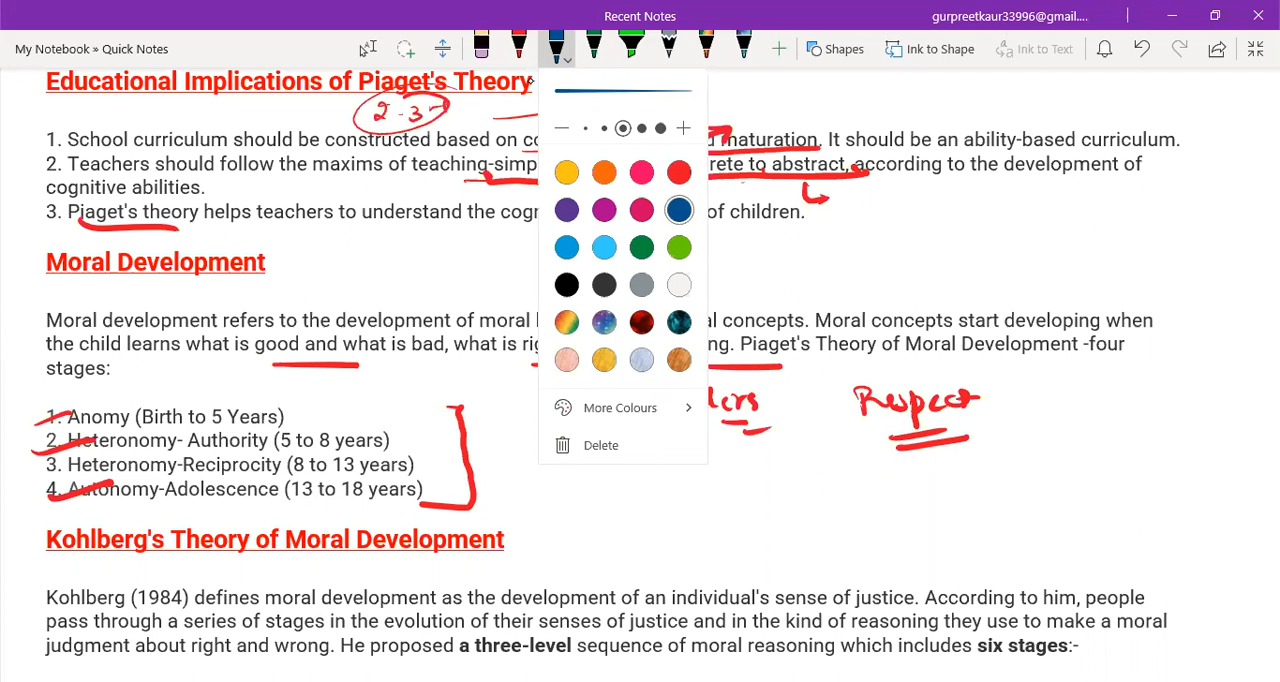 Recent Notes
gurpreetkaur33996@gmail....
My Notebook » Quick Notes
Shapes
Ink to Shape
Ink to Text
Educational Implications of Piaget's Theory
2-3
1. School curriculum should be constructed based on maturation. It should be an ability-based curriculum.
2. Teachers should follow the maxims of teaching-simp rete to abstract, according to the development of
cognitive abilities.
3. Piaget's theory helps teachers to understand the cogn of children.
Moral Development
Moral development refers to the development of moral l concepts. Moral concepts start developing when
the child learns what is good and what is bad, what is ng. Piaget's Theory of Moral Development -four
stages:
Respect
1. Anomy (Birth to 5 Years)
2. Heteronomy- Authority (5 to 8 years)
3. Heteronomy-Reciprocity (8 to 13 years)
4. Autonomy-Adolescence (13 to 18 years)
More Colours
Delete
Kohlberg's Theory of Moral Development
Kohlberg (1984) defines moral development as the development of an individual's sense of justice. According to him, people
pass through a series of stages in the evolution of their senses of justice and in the kind of reasoning they use to make a moral
judgment about right and wrong. He proposed a three-level sequence of moral reasoning which includes six stages:-